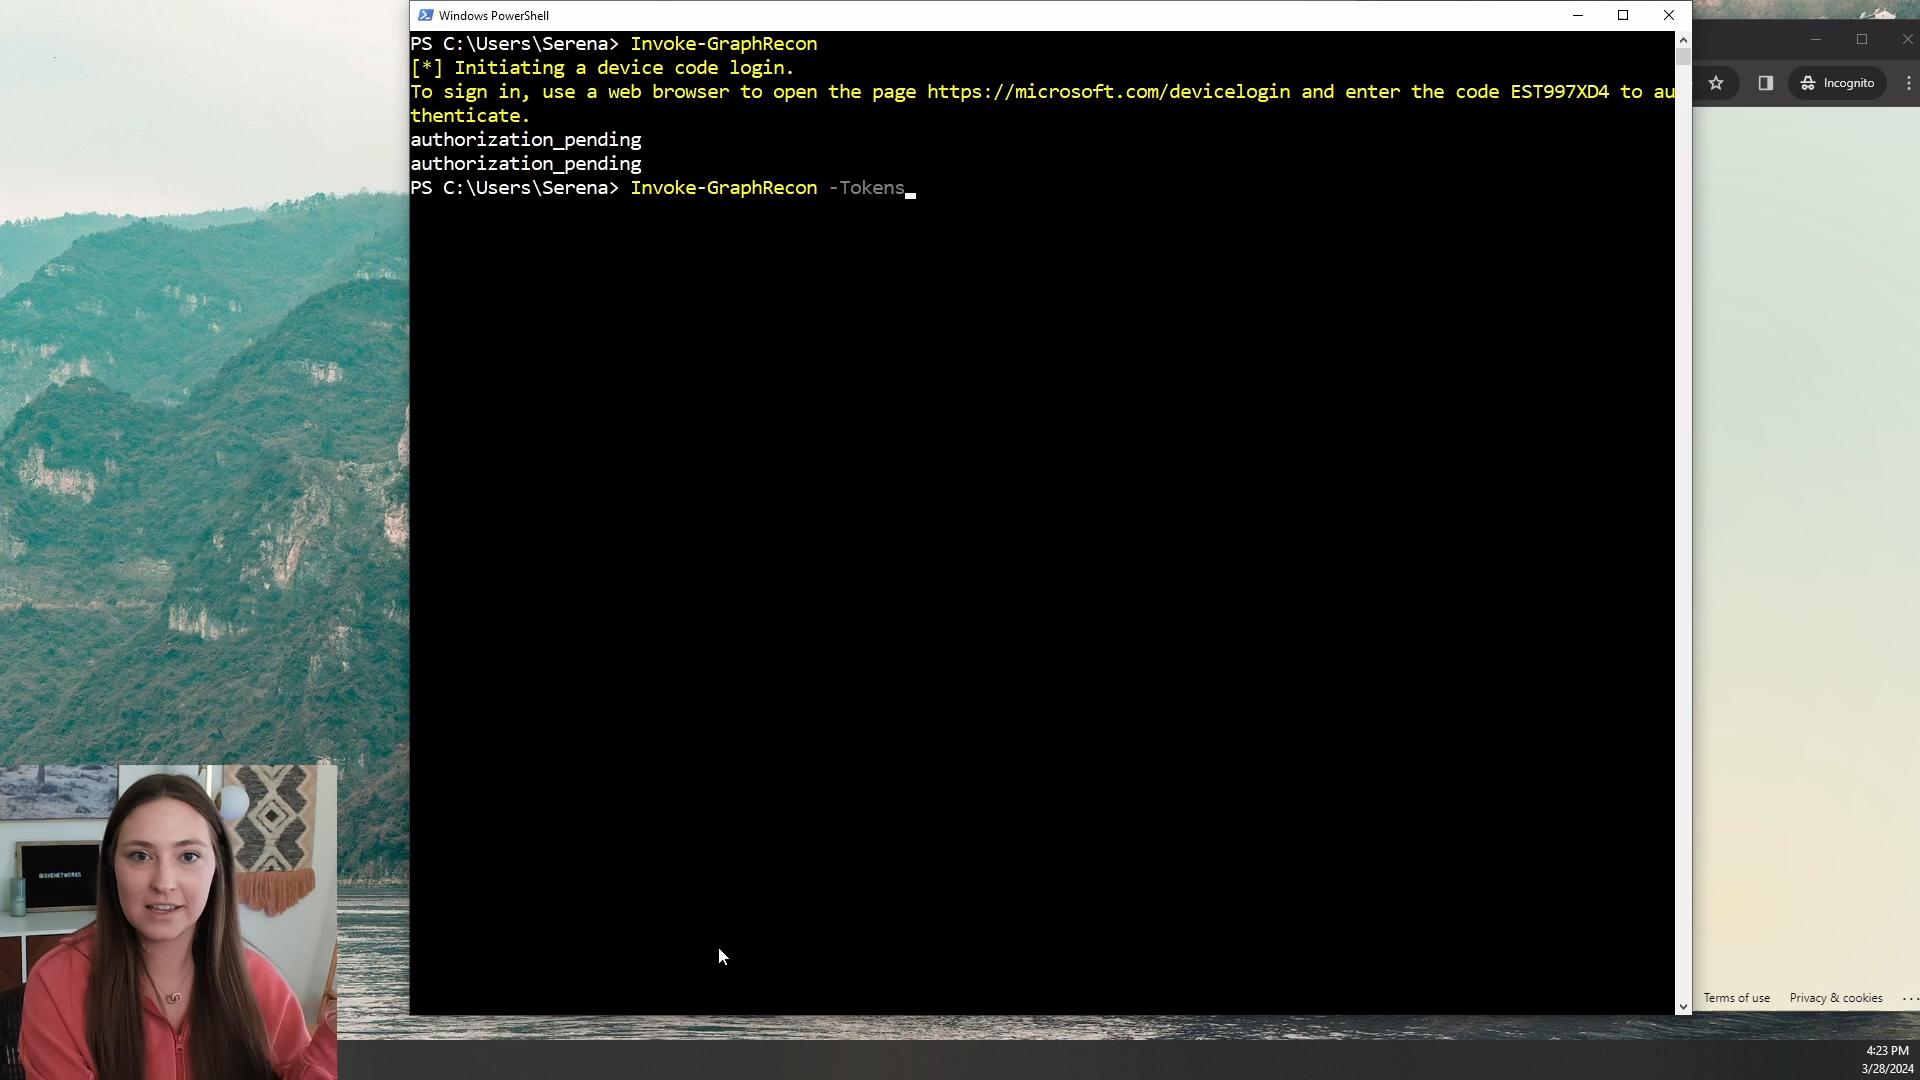 Windows PowerShell
PS C:\Users\Serena> Invoke-GraphRecon
[*] Initiating a device code login.
To sign in, use a web browser to open the page https://microsoft.com/devicelogin and enter the code EST997XD4 to au
thenticate.
authorization_pending
authorization_pending
PS C:\Users\Serena> Invoke-GraphRecon -Tokens
Incognito
@SHENETWORKS
Terms of use Privacy & cookies ...
4:23 PM
3/28/2024